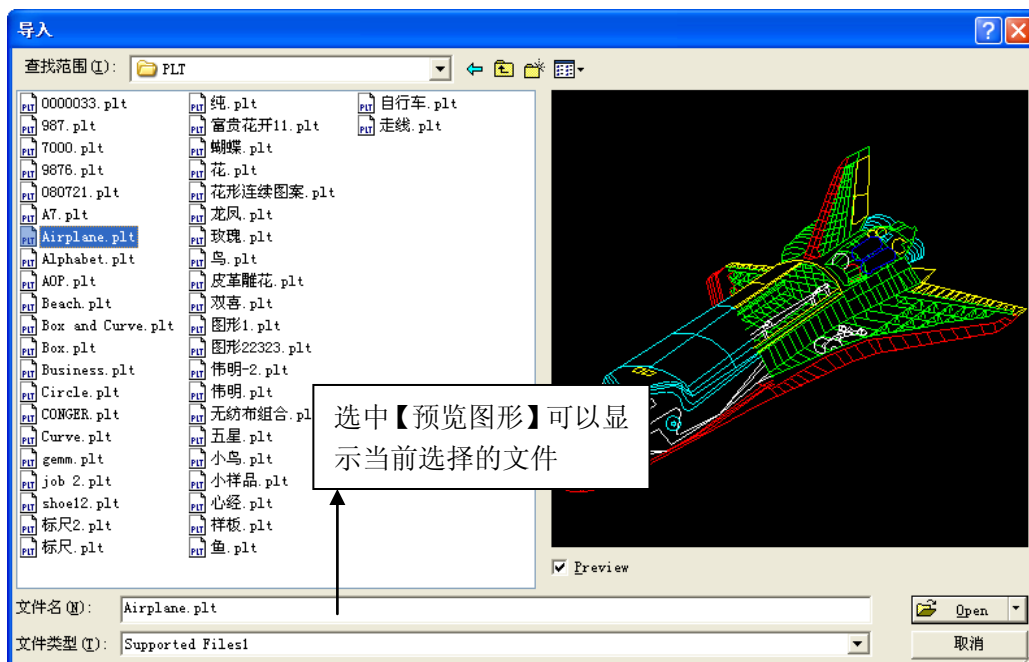 导入
查找范围(I):
PLT
0000033.plt
987.plt
7000.plt
9876.plt
080721.plt
A7.plt
Airplane.plt
Alphabet.plt
AOP.plt
Beach.plt
Box and Curve.plt
Box.plt
Business.plt
Circle.plt
CONGER.plt
Curve.plt
gemm.plt
job 2.plt
shoe12.plt
标尺2.plt
标尺.plt
纯.plt
富贵花开11.plt
蝴蝶.plt
花.plt
花形连续图案.plt
龙凤.plt
玫瑰.plt
鸟.plt
皮革雕花.plt
双喜.plt
图形1.plt
图形22323.plt
伟明-2.plt
伟明.plt
无纺布组合.pl
五星.plt
小鸟.plt
小样品.plt
心经.plt
样板.plt
鱼.plt
自行车.plt
走线.plt
选中【预览图形】可以显
示当前选择的文件
Preview
文件名(N):
Airplane.plt
Open
文件类型(T):
Supported Files1
取消